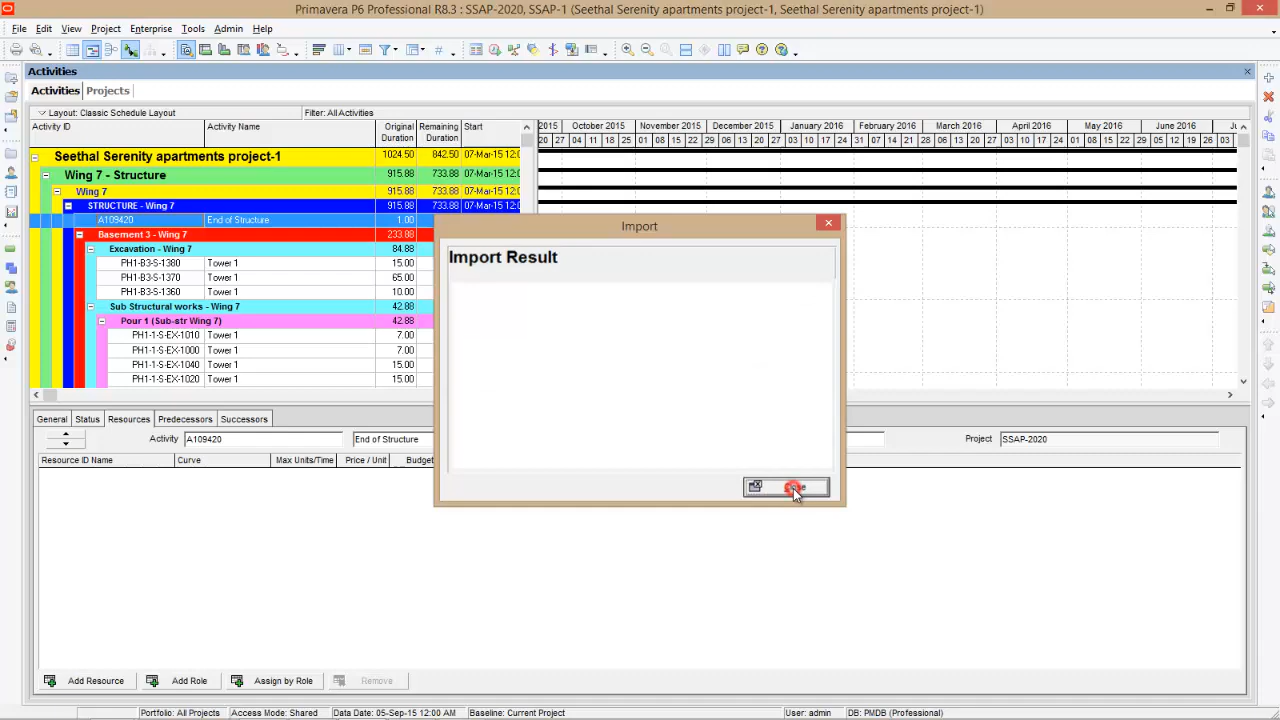 Primavera P6 Professional R8.3 : SSAP-2020, SSAP-1 (Seethal Serenity apartments project-1, Seethal Serenity apartments project-1)
File Edit View Project Enterprise Tools Admin Help
Activities
Activities Projects
Layout: Classic Schedule Layout Filter: All Activities
Activity ID Activity Name Original Duration Remaining Duration Start
2015 October 2015 November 2015 December 2015 January 2016 February 2016 March 2016 April 2016 May 2016 June 2016 Ju
20 27 04 11 18 25 01 08 15 22 29 06 13 20 27 03 10 17 24 31 07 14 21 28 06 13 20 27 03 10 17 24 01 08 15 22 29 05 12 19 26 03
Seethal Serenity apartments project-1 1024.50 842.50 07-Mar-15 12:0
Wing 7 - Structure 915.88 733.88 07-Mar-15 12:0
Wing 7 915.88 733.88 07-Mar-15 12:0
STRUCTURE - Wing 7 915.88 733.88 07-Mar-15 12:0
A109420 End of Structure 1.00
Basement 3 - Wing 7 233.88
Excavation - Wing 7 84.88
PH1-B3-S-1380 Tower 1 15.00
PH1-B3-S-1370 Tower 1 65.00
PH1-B3-S-1360 Tower 1 10.00
Sub Structural works - Wing 7 42.88
Pour 1 (Sub-str Wing 7) 42.88
PH1-1-S-EX-1010 Tower 1 7.00
PH1-1-S-EX-1000 Tower 1 7.00
PH1-1-S-EX-1040 Tower 1 15.00
PH1-1-S-EX-1020 Tower 1 15.00
Import
Import Result
General Status Resources Predecessors Successors
Activity A109420 End of Structure Project SSAP-2020
Resource ID Name Curve Max Units/Time Price / Unit Budget
Add Resource Add Role Assign by Role Remove
Portfolio: All Projects Access Mode: Shared Data Date: 05-Sep-15 12:00 AM Baseline: Current Project User: admin DB: PMDB (Professional)